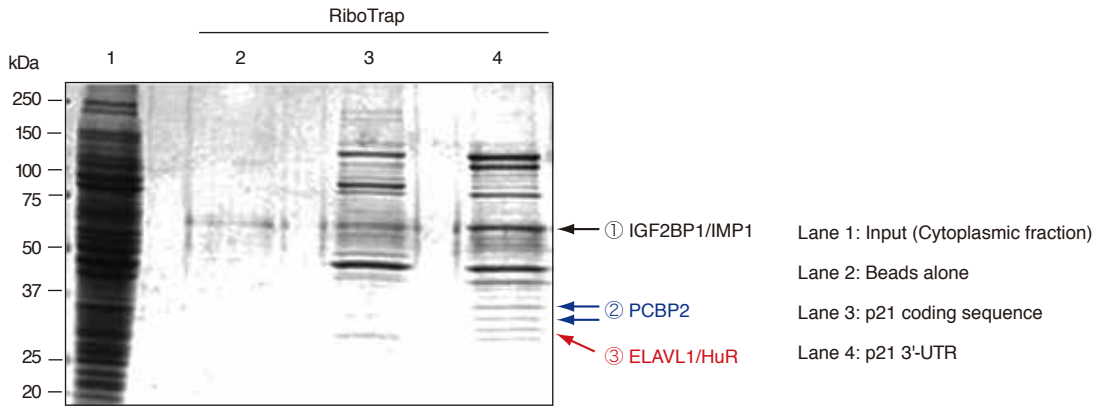 RiboTrap
kDa 1 2 3 4
250
150
100
75
50
37
25
20
① IGF2BP1/IMP1
② PCBP2
③ ELAVL1/HuR
Lane 1: Input (Cytoplasmic fraction)
Lane 2: Beads alone
Lane 3: p21 coding sequence
Lane 4: p21 3'-UTR